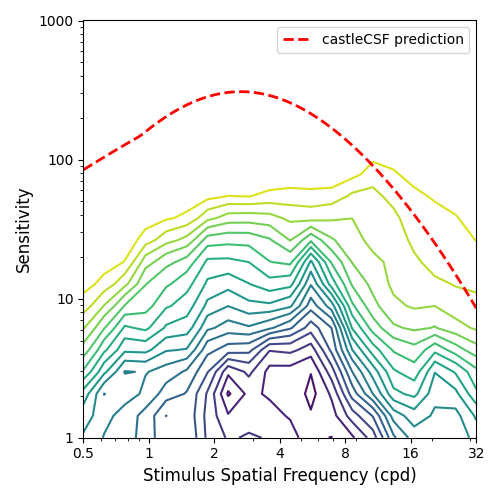 1000
castleCSF prediction
100
Sensitivity
10
1
0.5 1 2 4 8 16 32
Stimulus Spatial Frequency (cpd)